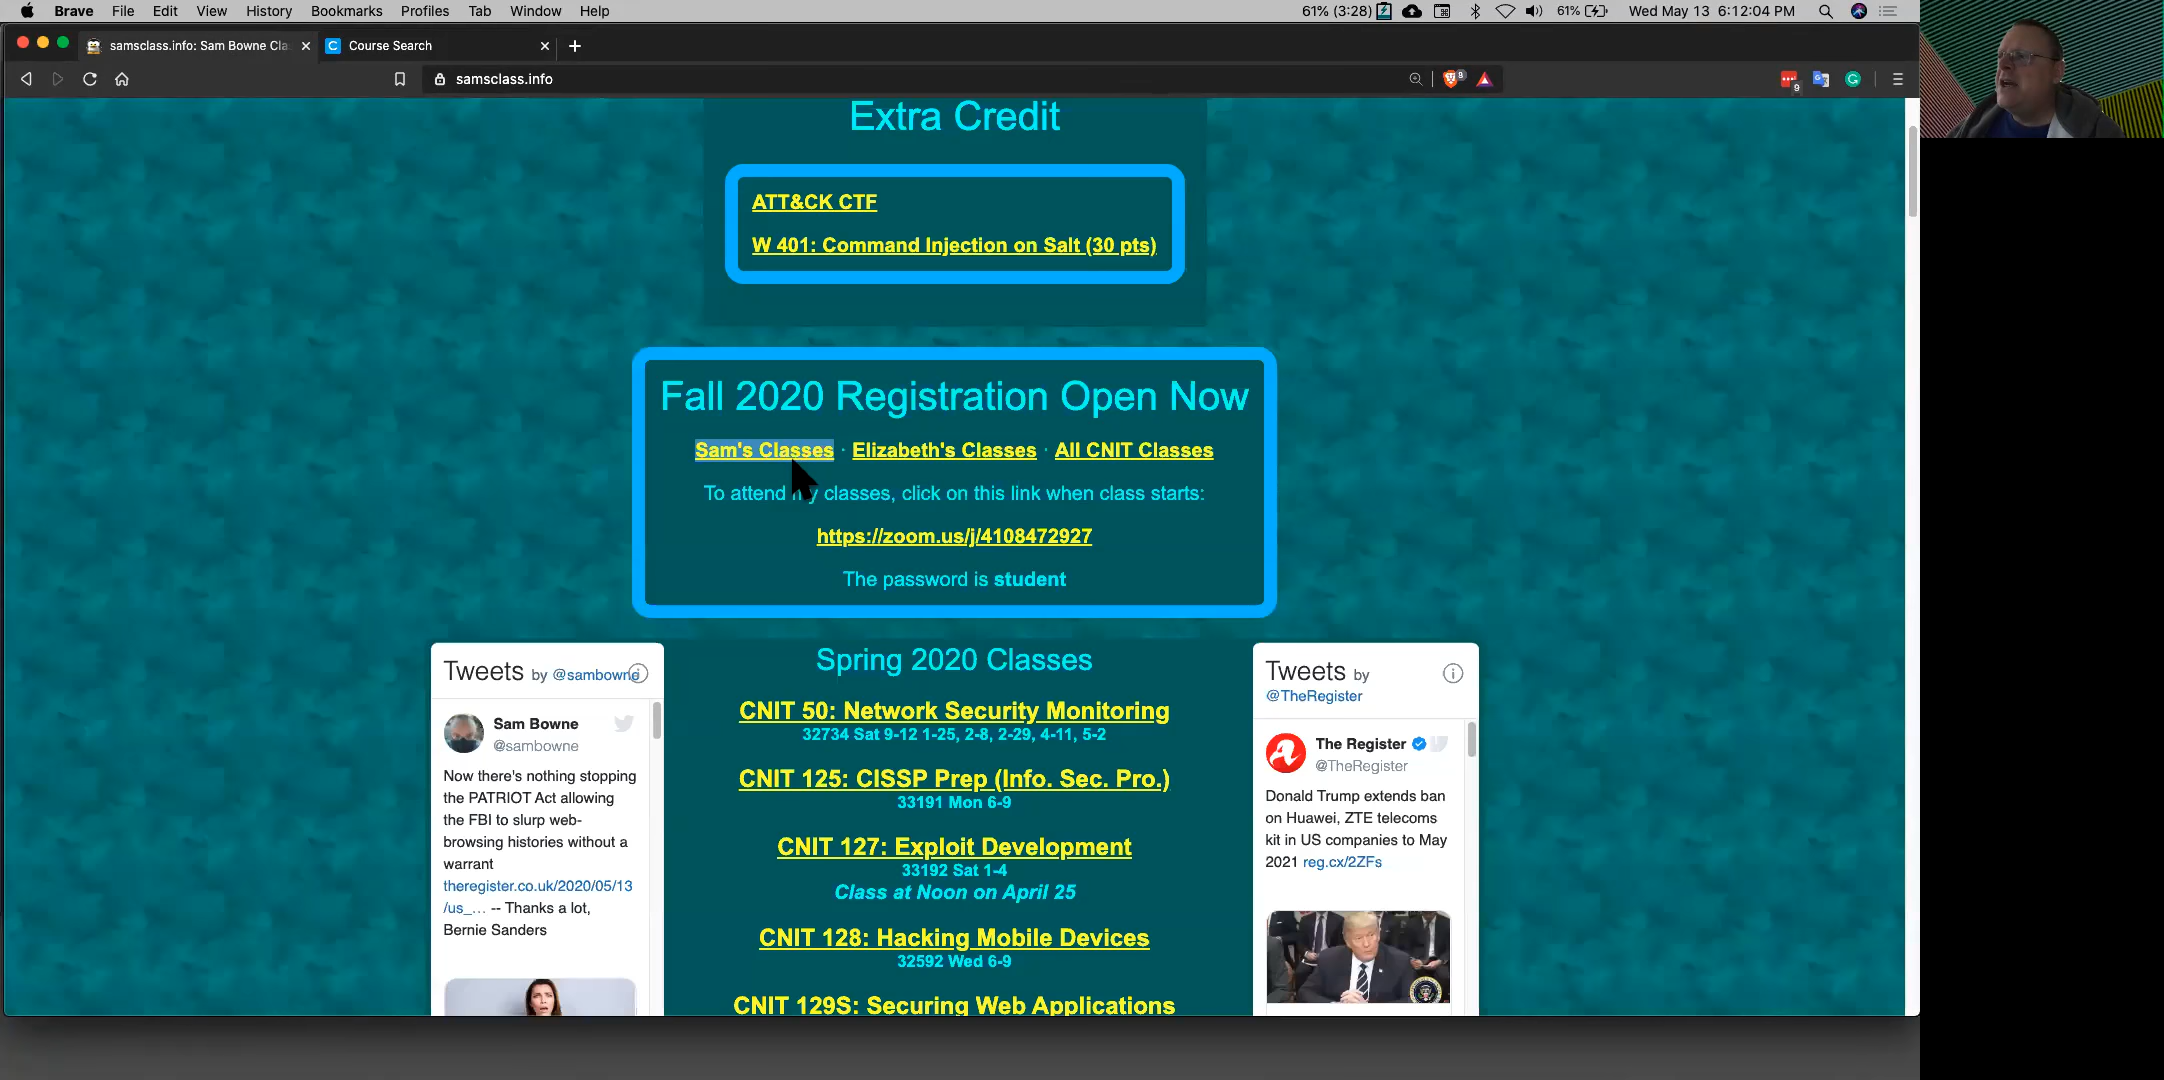 Brave File Edit View History Bookmarks Profiles Tab Window Help 61% (3:28) 61% Wed May 13 6:12:04 PM
samsclass.info: Sam Bowne Cla
Course Search
samsclass.info
8
9
Extra Credit
ATT&CK CTF
W 401: Command Injection on Salt (30 pts)
Fall 2020 Registration Open Now
Sam's Classes · Elizabeth's Classes · All CNIT Classes
To attend my classes, click on this link when class starts:
https://zoom.us/j/4108472927
The password is student
Tweets by @sambowne
Sam Bowne
@sambowne
Now there's nothing stopping
the PATRIOT Act allowing
the FBI to slurp web-
browsing histories without a
warrant
theregister.co.uk/2020/05/13
/us_… -- Thanks a lot,
Bernie Sanders
Spring 2020 Classes
CNIT 50: Network Security Monitoring
32734 Sat 9-12 1-25, 2-8, 2-29, 4-11, 5-2
CNIT 125: CISSP Prep (Info. Sec. Pro.)
33191 Mon 6-9
CNIT 127: Exploit Development
33192 Sat 1-4
Class at Noon on April 25
CNIT 128: Hacking Mobile Devices
32592 Wed 6-9
CNIT 129S: Securing Web Applications
Tweets by
@TheRegister
The Register
@TheRegister
Donald Trump extends ban
on Huawei, ZTE telecoms
kit in US companies to May
2021 reg.cx/2ZFs